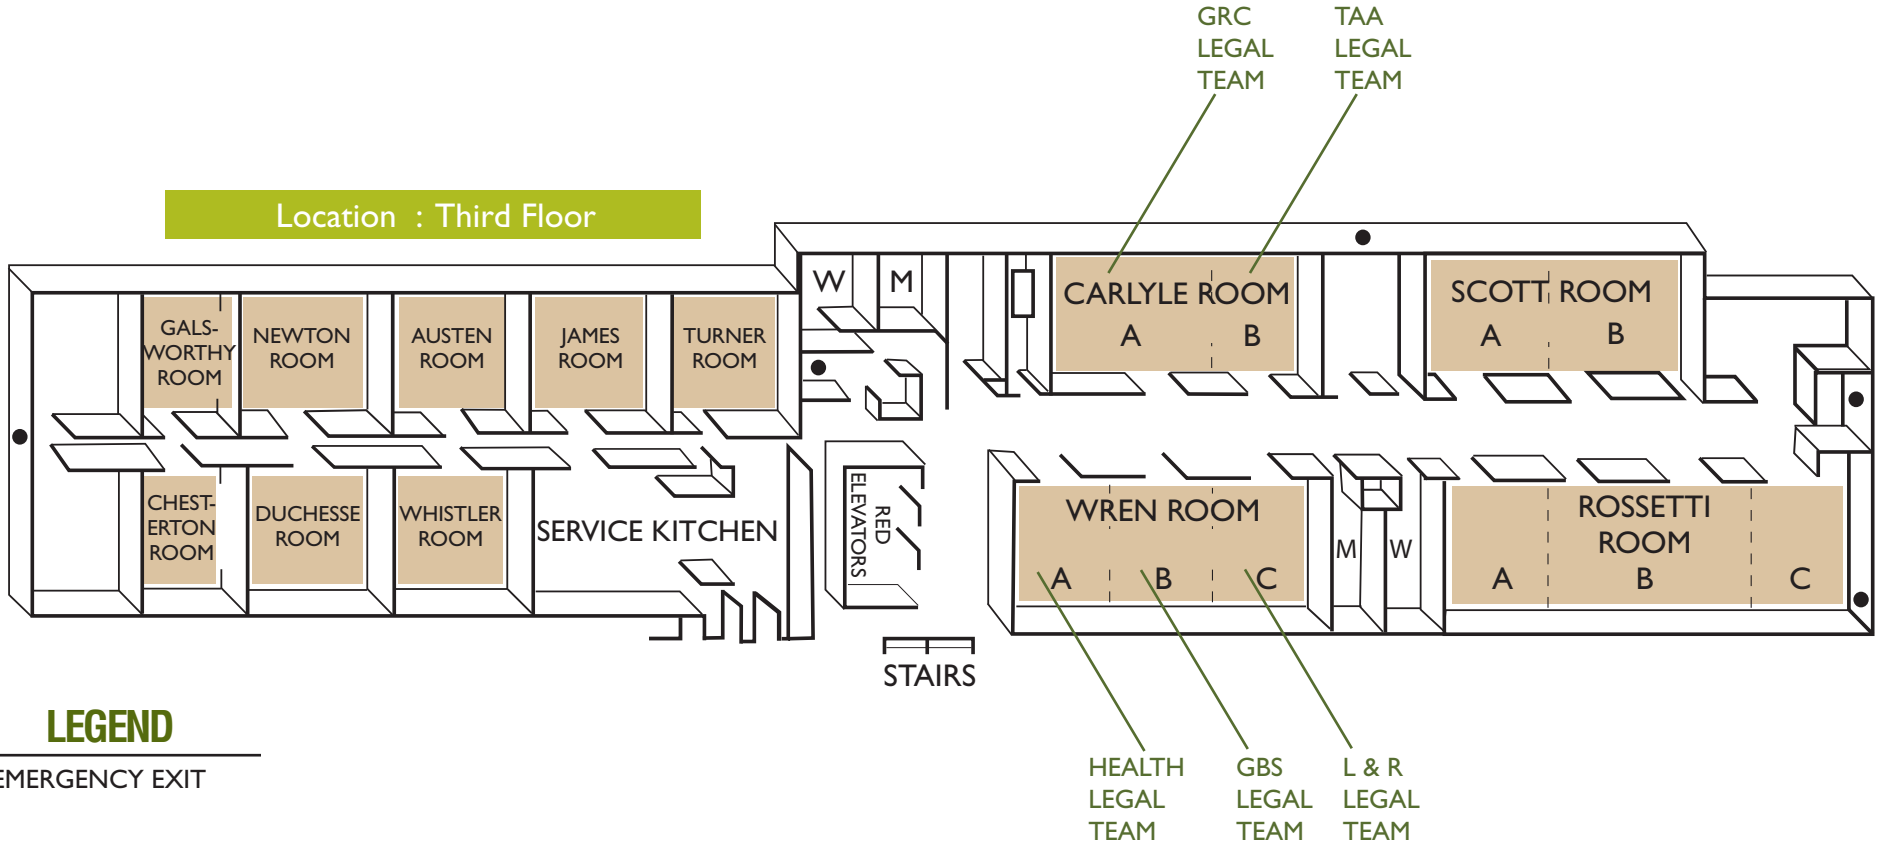 GRC
LEGAL
TEAM
TAA
LEGAL
TEAM
Location : Third Floor
W
M
CARLYLE ROOM
A
B
SCOTT ROOM
A
B
GALS-
WORTHY
ROOM
NEWTON
ROOM
AUSTEN
ROOM
JAMES
ROOM
TURNER
ROOM
CHEST-
ERTON
ROOM
DUCHESSE
ROOM
WHISTLER
ROOM
SERVICE KITCHEN
RED
ELEVATORS
WREN ROOM
A
B
C
M
W
ROSSETTI
ROOM
A
B
C
STAIRS
LEGEND
EMERGENCY EXIT
HEALTH
LEGAL
TEAM
GBS
LEGAL
TEAM
L & R
LEGAL
TEAM